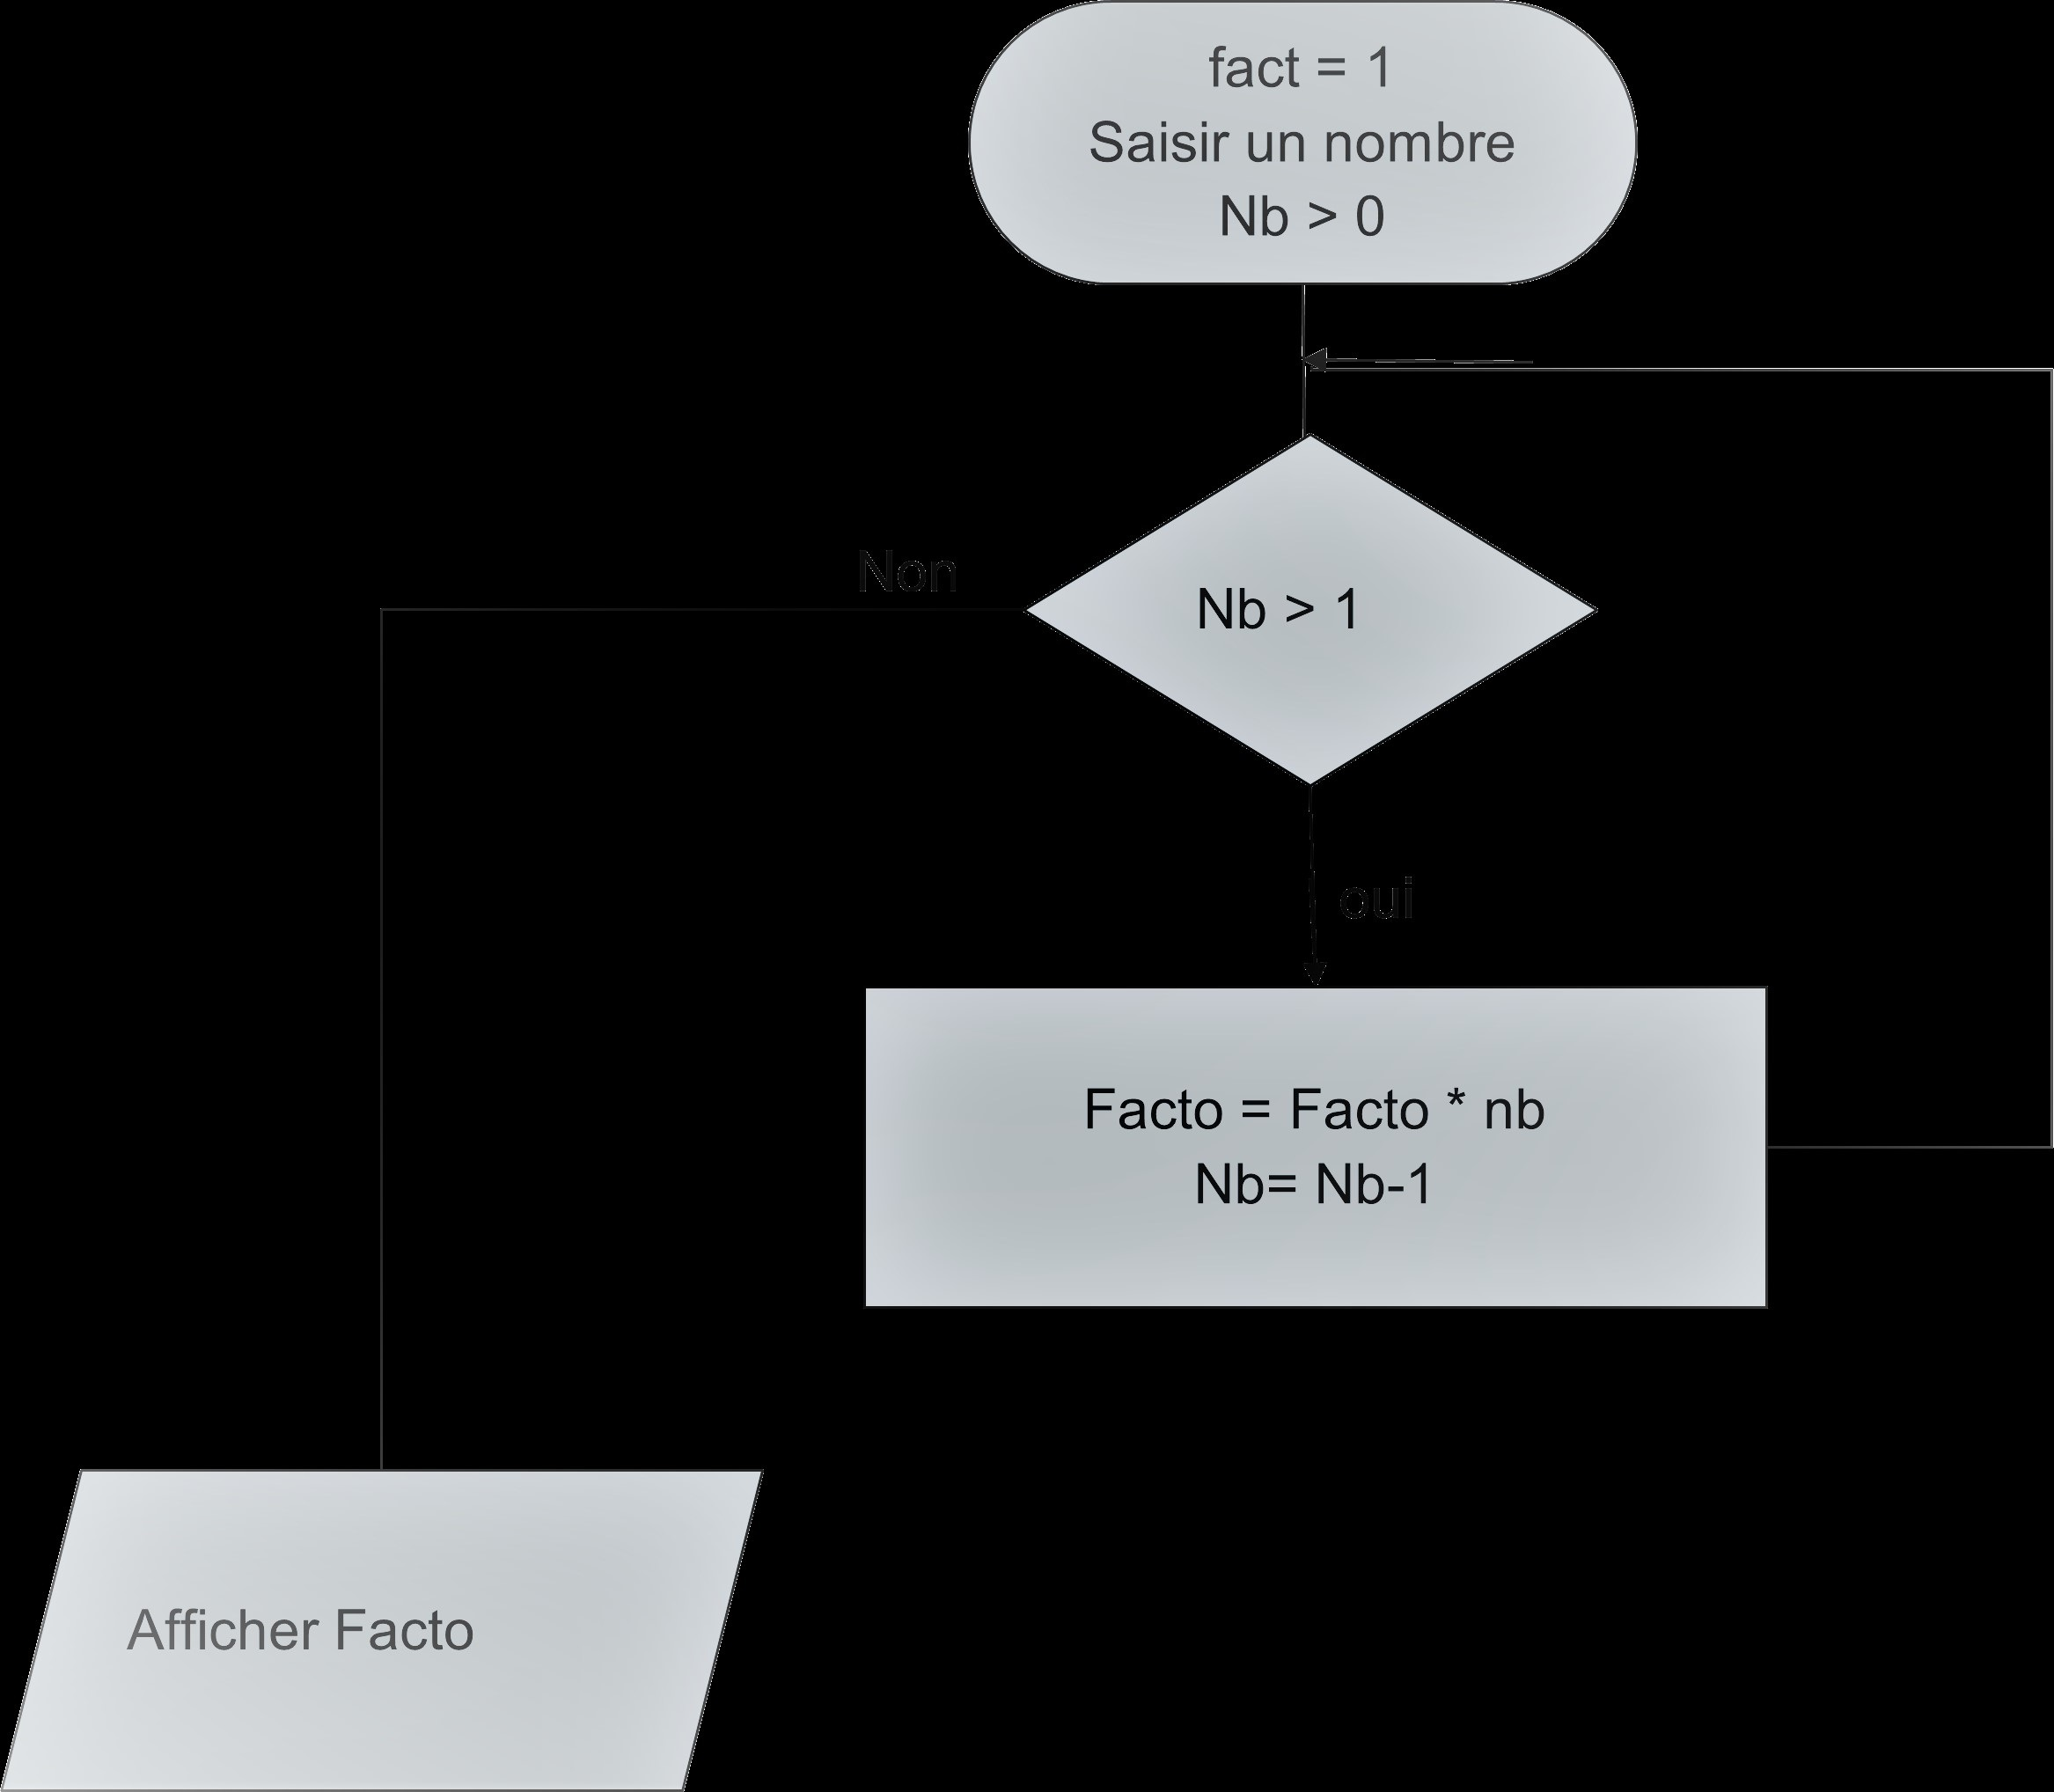 fact = 1
Saisir un nombre
Nb > 0
Non
Nb > 1
oui
Facto = Facto * nb
Nb= Nb-1
Afficher Facto